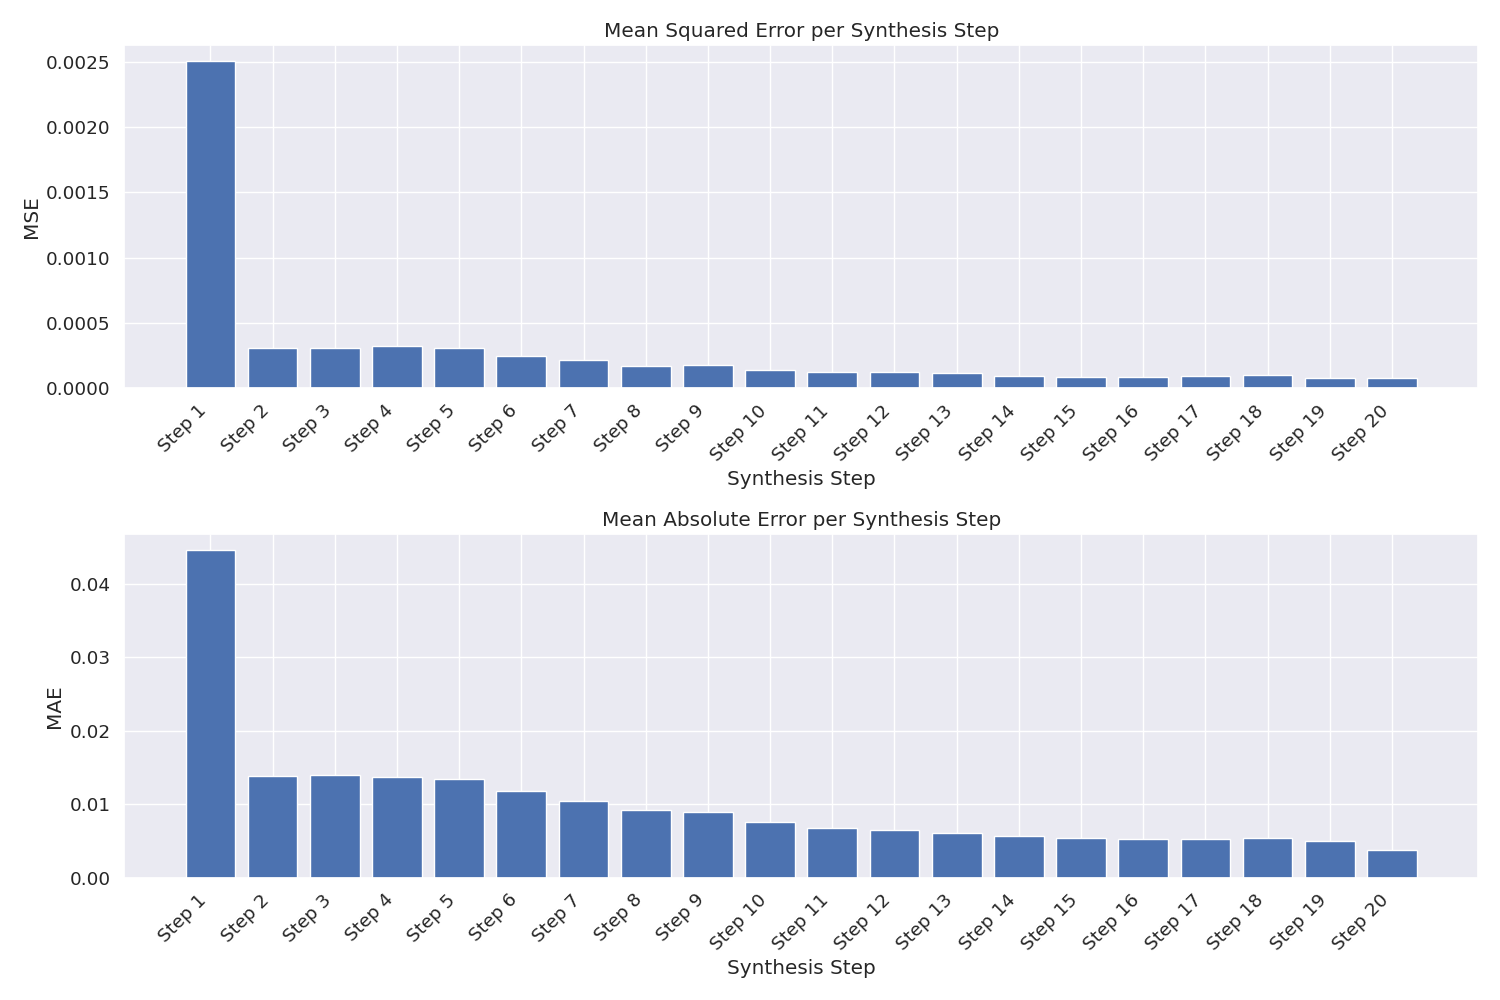 Mean Squared Error per Synthesis Step
0.0025
0.0020
0.0015
0.0010
0.0005
0.0000
MSE
Step 1
Step 2
Step 3
Step 4
Step 5
Step 6
Step 7
Step 8
Step 9
Step 10
Step 11
Step 12
Step 13
Step 14
Step 15
Step 16
Step 17
Step 18
Step 19
Step 20
Synthesis Step
Mean Absolute Error per Synthesis Step
0.04
0.03
0.02
0.01
0.00
MAE
Step 1
Step 2
Step 3
Step 4
Step 5
Step 6
Step 7
Step 8
Step 9
Step 10
Step 11
Step 12
Step 13
Step 14
Step 15
Step 16
Step 17
Step 18
Step 19
Step 20
Synthesis Step